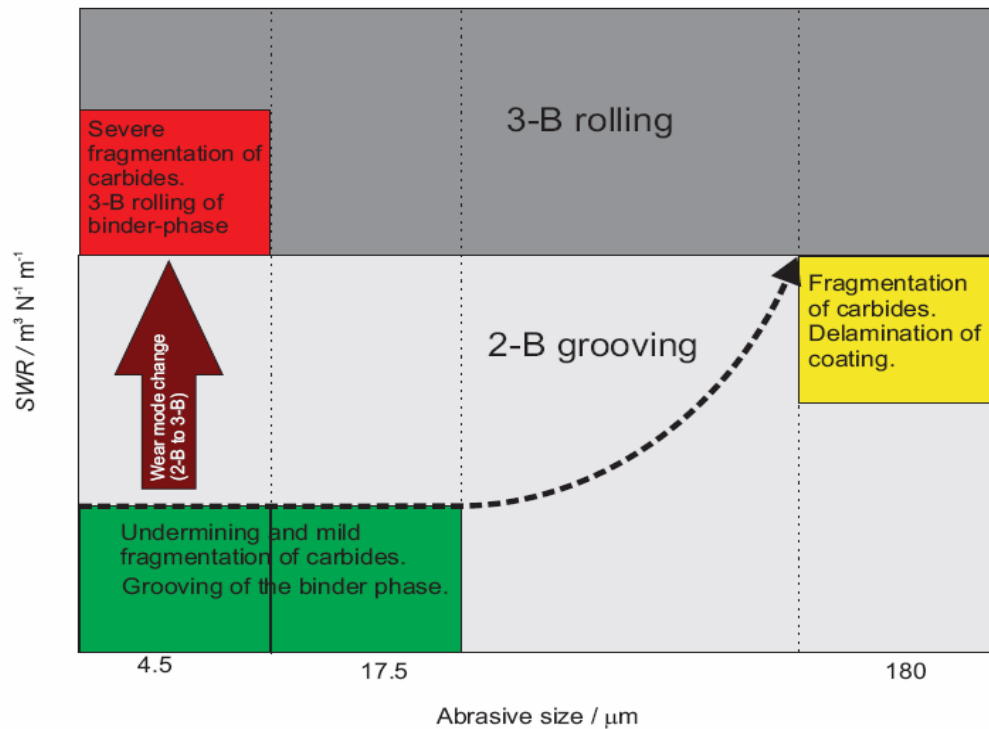 3-B rolling
Severe
fragmentation of
carbides.
3-B rolling of
binder-phase
SWR / m³ N⁻¹ m⁻¹
Wear mode change
(2-B to 3-B)
2-B grooving
Fragmentation
of carbides.
Delamination of
coating.
Undermining and mild
fragmentation of carbides.
Grooving of the binder phase.
4.5
17.5
180
Abrasive size / μm